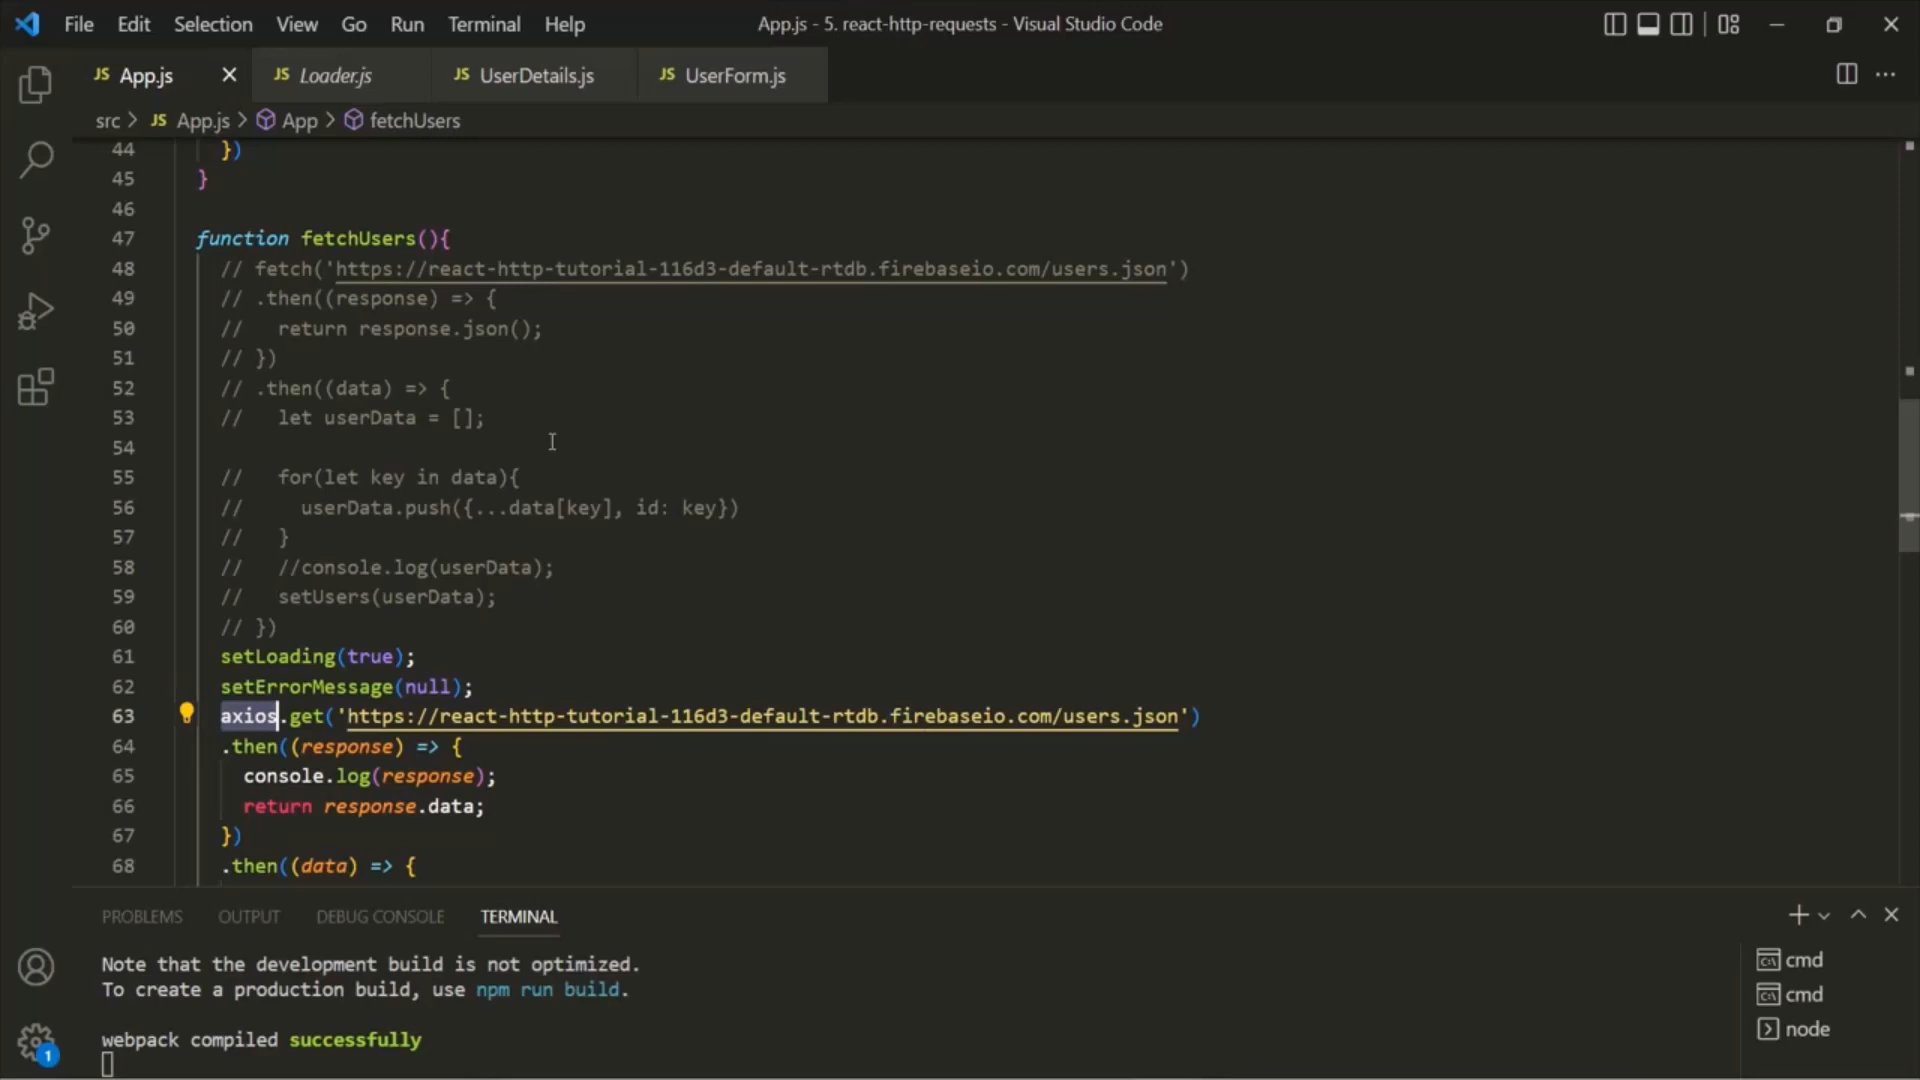 File Edit Selection View Go Run Terminal Help App.js - 5. react-http-requests - Visual Studio Code
JS App.js JS Loader.js JS UserDetails.js JS UserForm.js
src > JS App.js > App > fetchUsers
44 })
45 }
46
47 function fetchUsers(){
48 // fetch('https://react-http-tutorial-116d3-default-rtdb.firebaseio.com/users.json')
49 // .then((response) => {
50 //   return response.json();
51 // })
52 // .then((data) => {
53 //   let userData = [];
54
55 //   for(let key in data){
56 //     userData.push({...data[key], id: key})
57 //   }
58 //   //console.log(userData);
59 //   setUsers(userData);
60 // })
61 setLoading(true);
62 setErrorMessage(null);
63 axios.get('https://react-http-tutorial-116d3-default-rtdb.firebaseio.com/users.json')
64 .then((response) => {
65   console.log(response);
66   return response.data;
67 })
68 .then((data) => {
PROBLEMS OUTPUT DEBUG CONSOLE TERMINAL
Note that the development build is not optimized.
To create a production build, use npm run build.
webpack compiled successfully
cmd
cmd
node
1